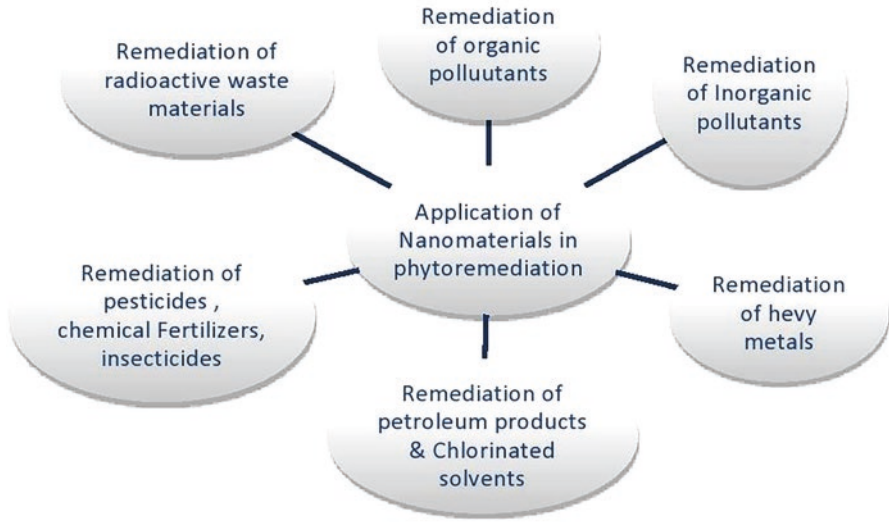 Remediation
of organic
polluutants
Remediation of
radioactive waste
materials
Remediation
of Inorganic
pollutants
Application of
Nanomaterials in
phytoremediation
Remediation of
pesticides ,
chemical Fertilizers,
insecticides
Remediation
of hevy
metals
Remediation of
petroleum products
& Chlorinated
solvents